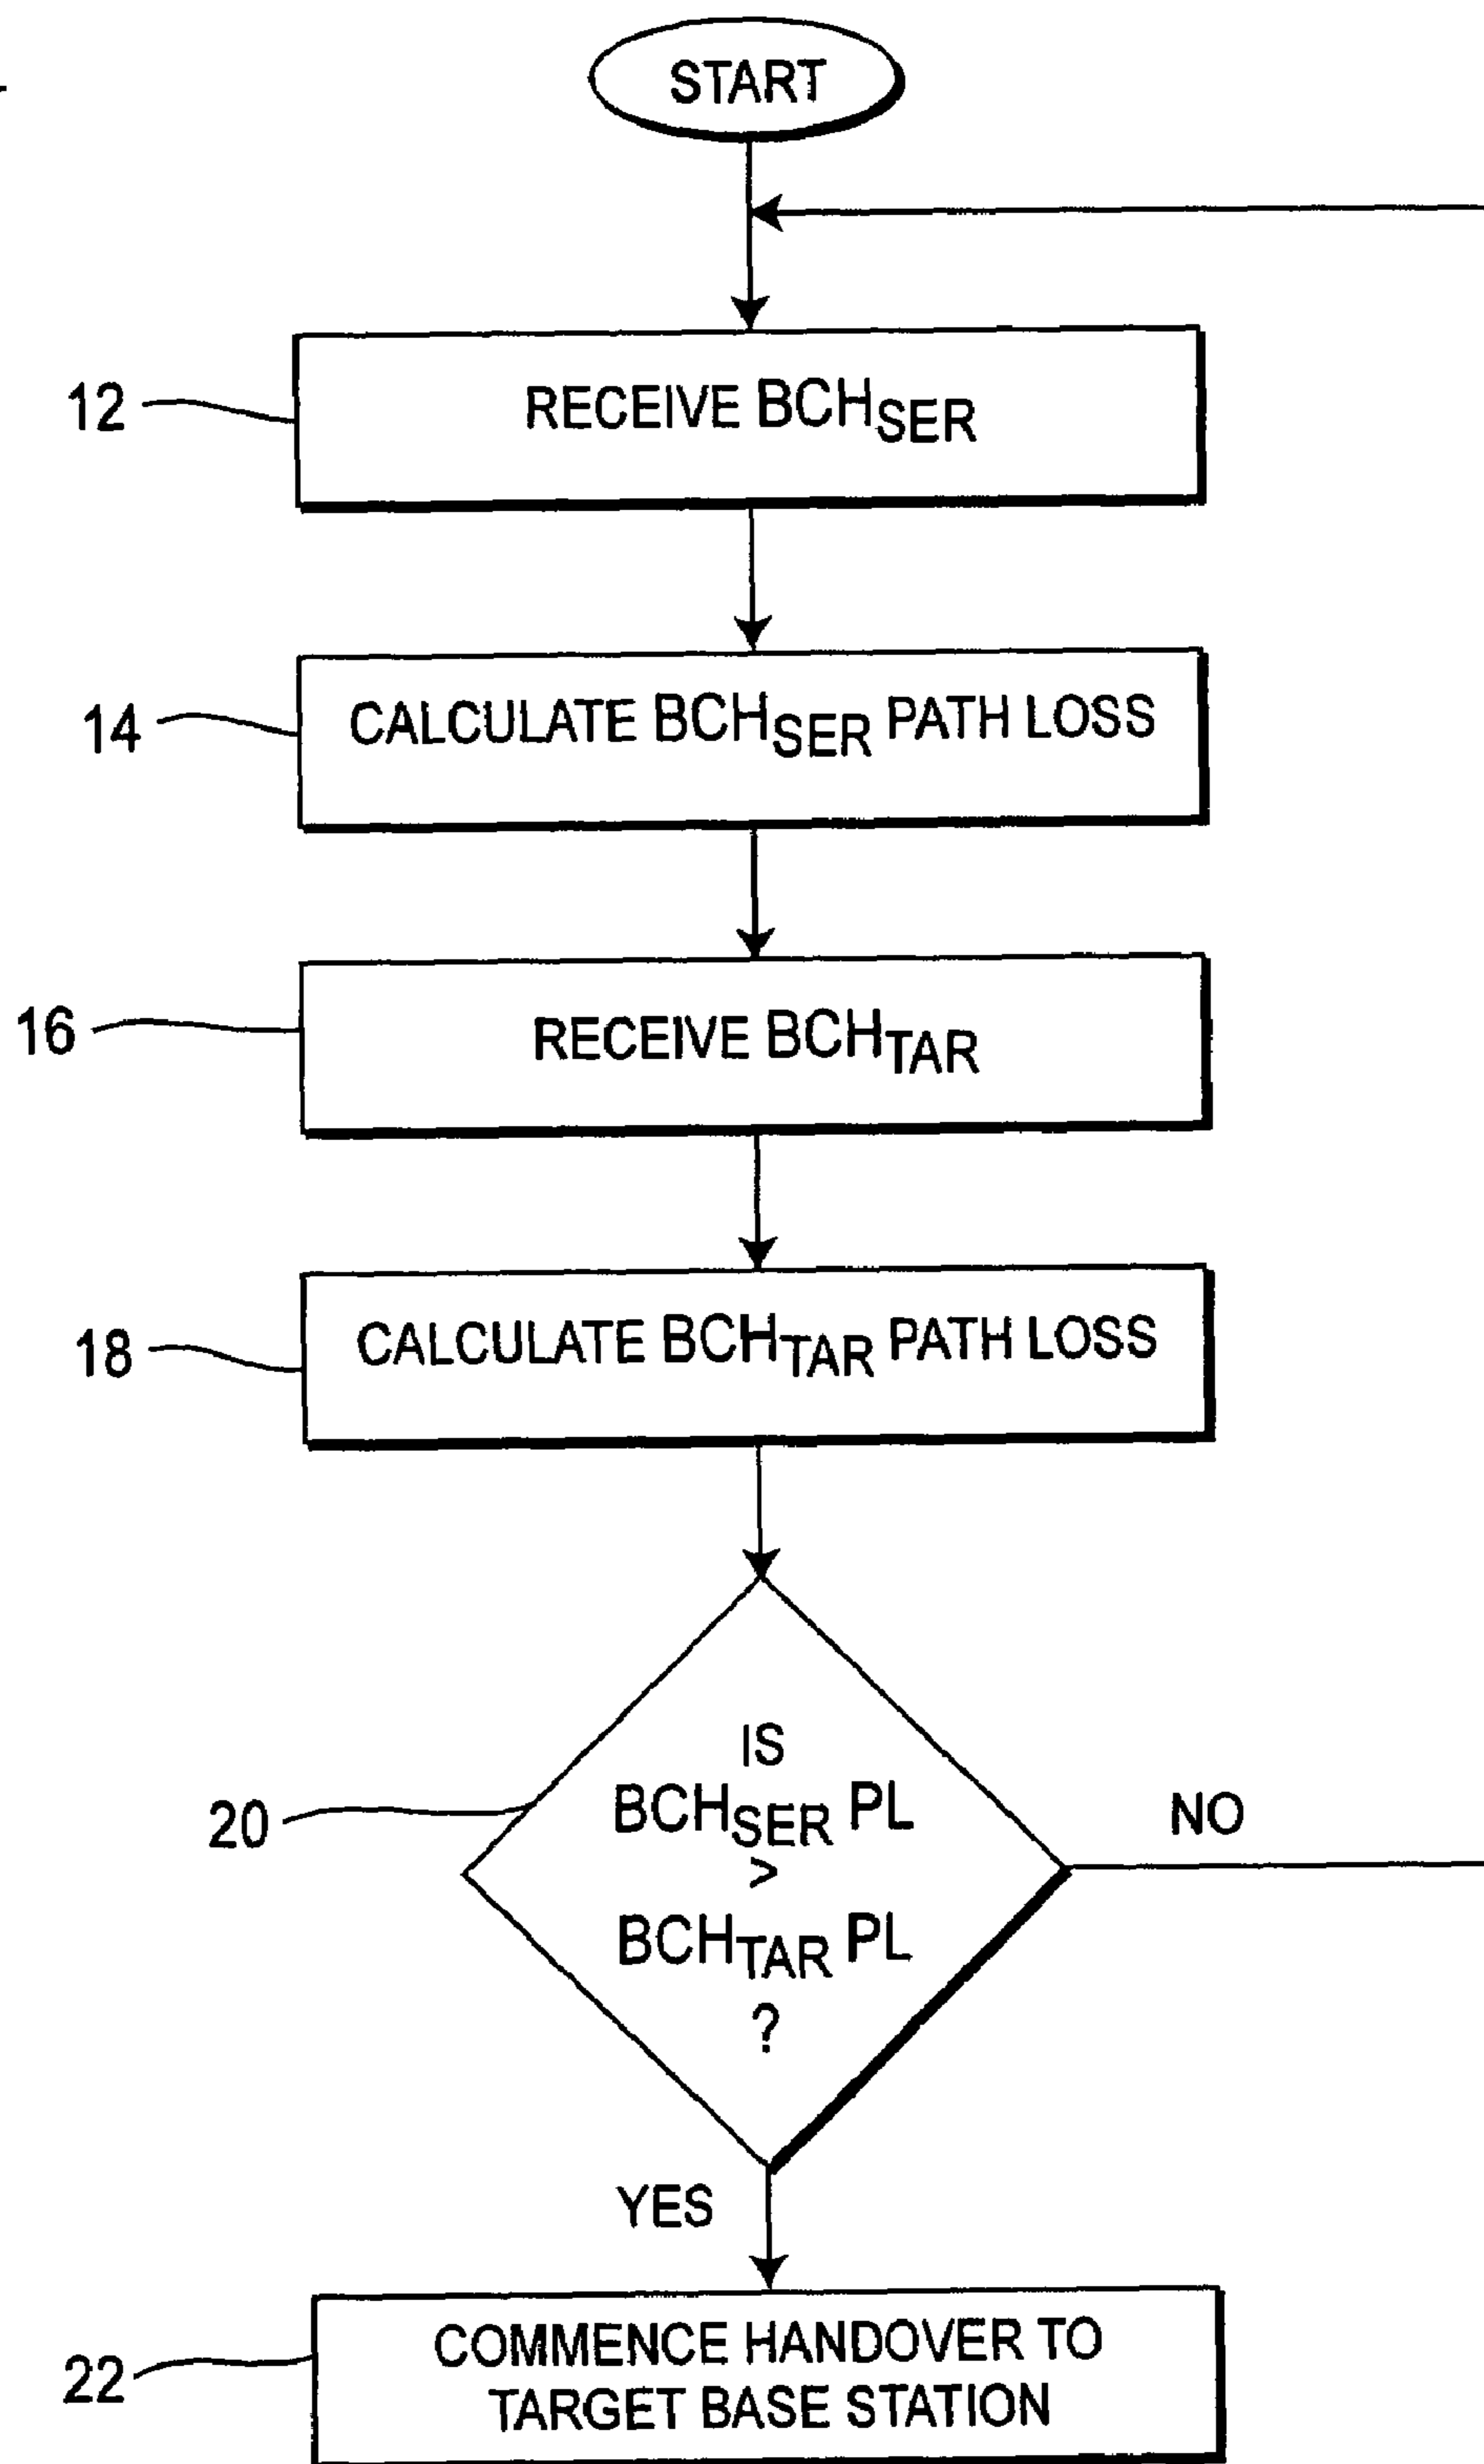 START
12
RECEIVE BCHSER
14
CALCULATE BCHSER PATH LOSS
16
RECEIVE BCHTAR
18
CALCULATE BCHTAR PATH LOSS
20
IS
BCHSER PL
>
BCHTAR PL
?
NO
YES
22
COMMENCE HANDOVER TO
TARGET BASE STATION